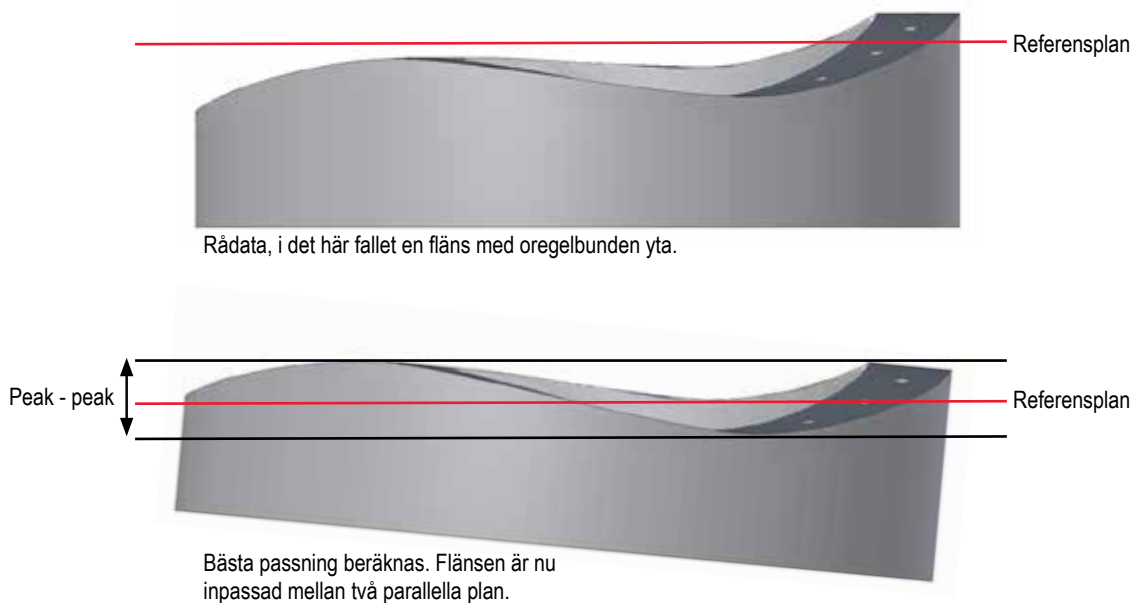 Referensplan
Rådata, i det här fallet en fläns med oregelbunden yta.
Peak - peak
Referensplan
Bästa passning beräknas. Flänsen är nu
inpassad mellan två parallella plan.